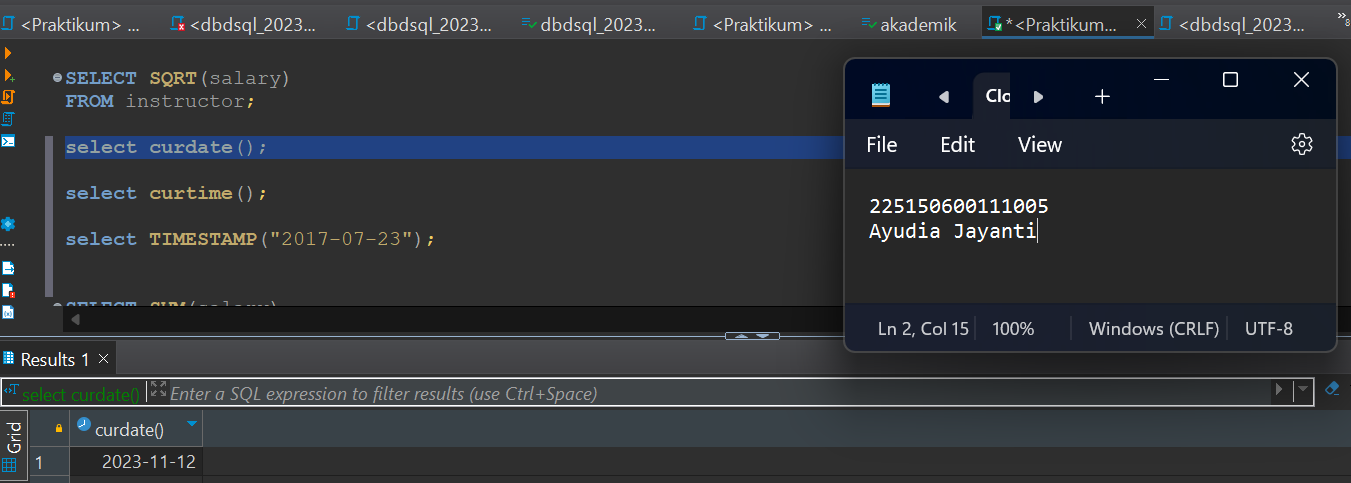 <Praktikum> ...
<dbdsql_2023...
<dbdsql_2023...
dbdsql_2023...
<Praktikum> ...
akademik
*<Praktikum...
<dbdsql_2023...
»8
SELECT SQRT(salary)
FROM instructor;
select curdate();
select curtime();
select TIMESTAMP("2017-07-23");
SELECT SUM(salary)
Clo
File Edit View
225150600111005
Ayudia Jayanti
Ln 2, Col 15 100% Windows (CRLF) UTF-8
Results 1
select curdate() Enter a SQL expression to filter results (use Ctrl+Space)
Grid
curdate()
1 2023-11-12